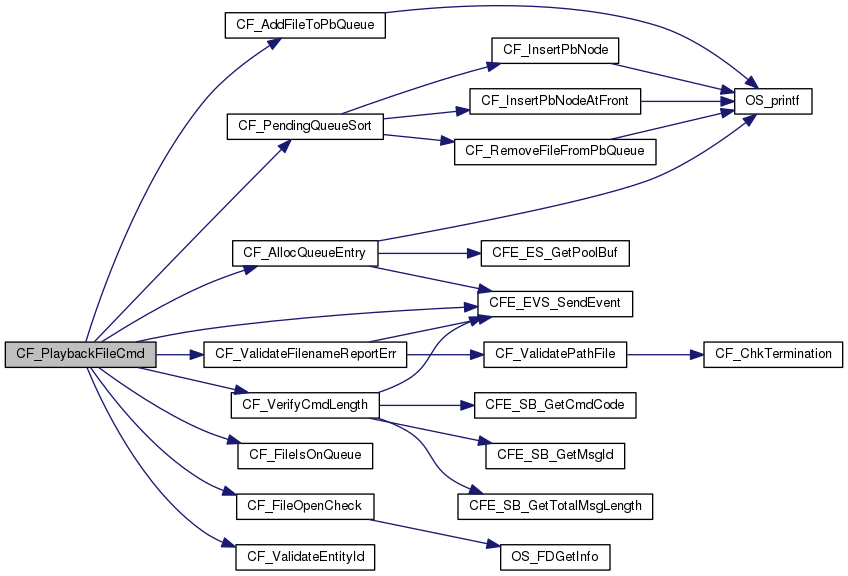 CF_AddFileToPbQueue
CF_InsertPbNode
CF_InsertPbNodeAtFront
OS_printf
CF_PendingQueueSort
CF_RemoveFileFromPbQueue
CF_AllocQueueEntry
CFE_ES_GetPoolBuf
CFE_EVS_SendEvent
CF_PlaybackFileCmd
CF_ValidateFilenameReportErr
CF_ValidatePathFile
CF_ChkTermination
CF_VerifyCmdLength
CFE_SB_GetCmdCode
CF_FileIsOnQueue
CFE_SB_GetMsgId
CF_FileOpenCheck
CFE_SB_GetTotalMsgLength
CF_ValidateEntityId
OS_FDGetInfo